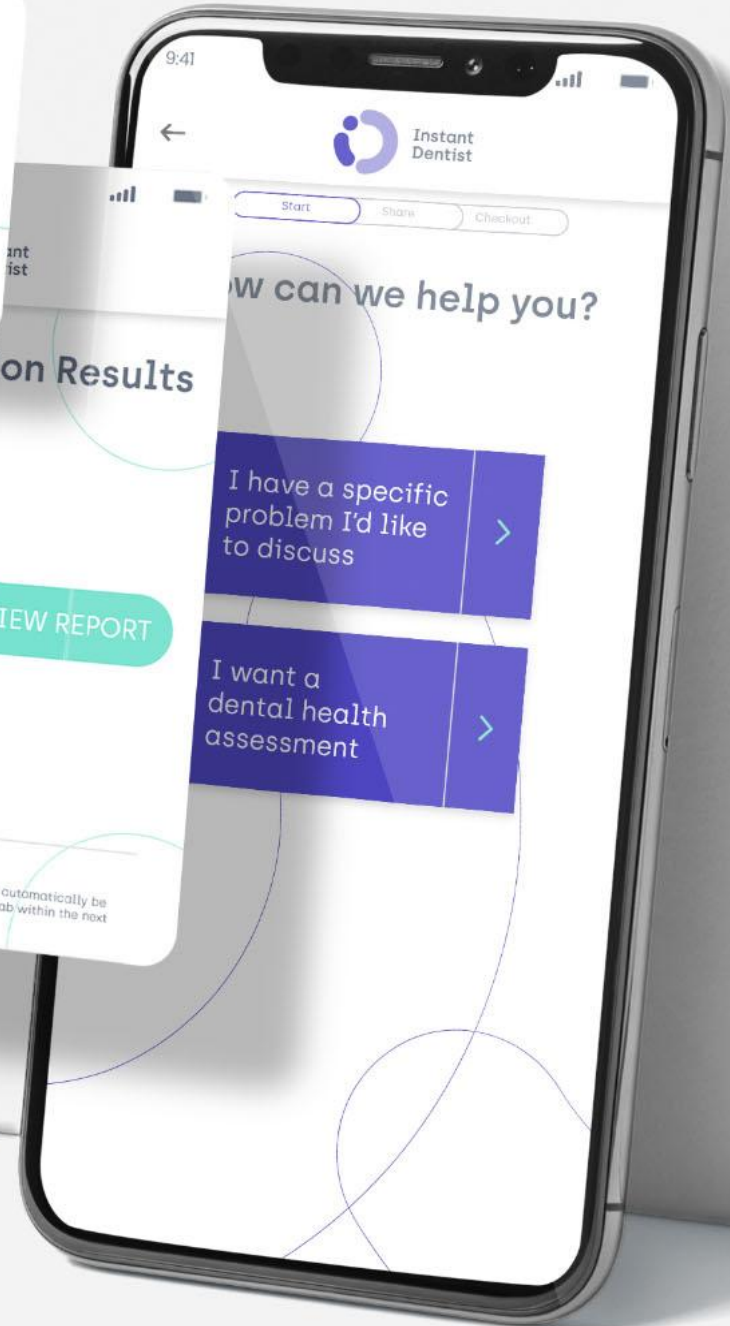 9:41
Instant
Dentist
Start Share Checkout
ow can we help you?
I have a specific
problem I'd like
to discuss
I want a
dental health
assessment
ant
ist
on Results
IEW REPORT
automatically be
ab within the next